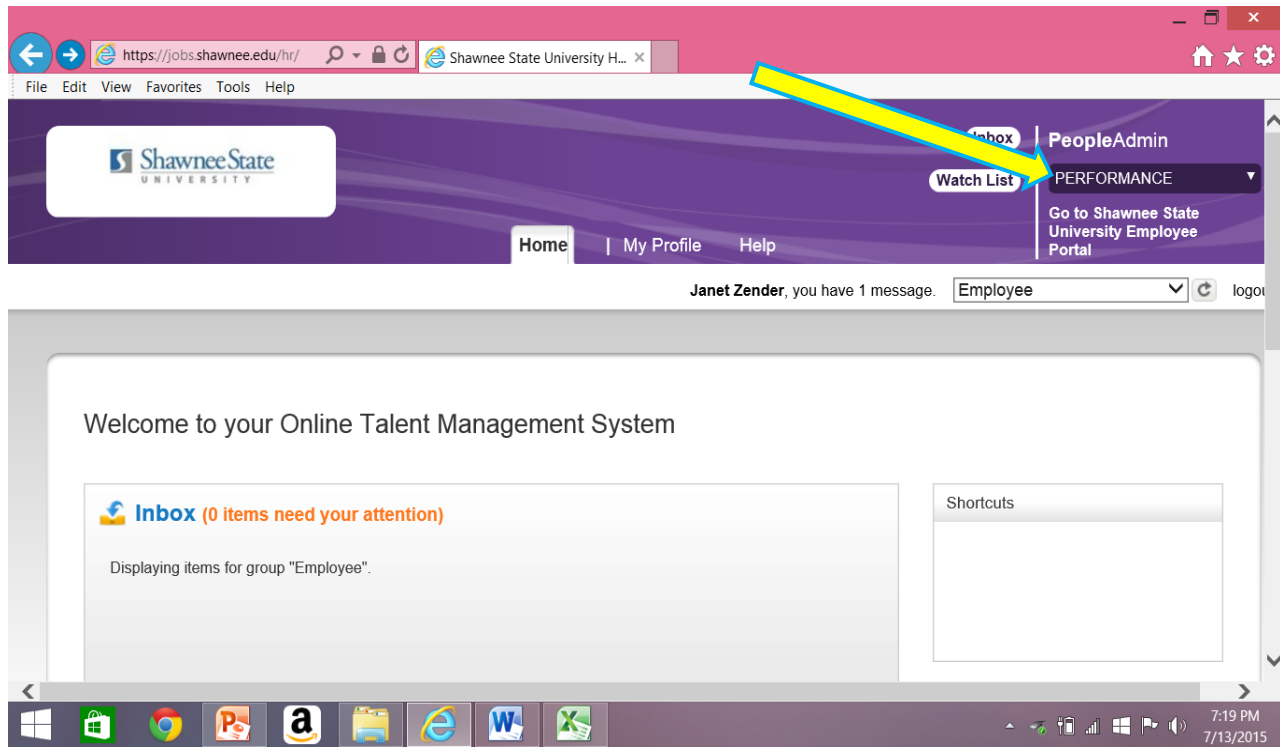 https://jobs.shawnee.edu/hr/
Shawnee State University H...
File Edit View Favorites Tools Help
Shawnee State
UNIVERSITY
Inbox
PeopleAdmin
Watch List
PERFORMANCE
Go to Shawnee State
University Employee
Portal
Home | My Profile Help
Janet Zender, you have 1 message. Employee
Welcome to your Online Talent Management System
Inbox (0 items need your attention)
Shortcuts
Displaying items for group "Employee".
7:19 PM
7/13/2015